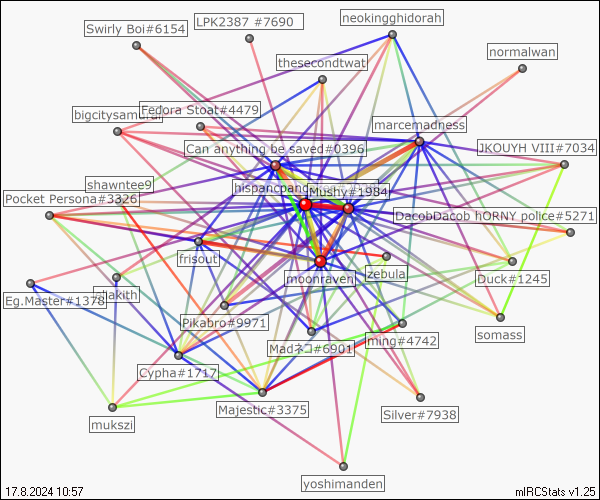 neokingghidorah
LPK2387 #7690
Swirly Boi#6154
normalwan
thesecondtwat
Fedora Stoat#4479
bigcitysamurai
marcemadness
Can anything be saved#0396
JKOUYH VIII#7034
shawntee9
Mushy#1984
Pocket Persona#3326
DacobDacob hORNY police#5271
frisout
moonraven
zebula
Duck#1245
Eg.Master#1378
Pikabro#9971
somass
Madネコ#6901
ming#4742
Cypha#1717
Majestic#3375
Silver#7938
mukszi
yoshimanden
17.8.2024 10:57
mIRCStats v1.25